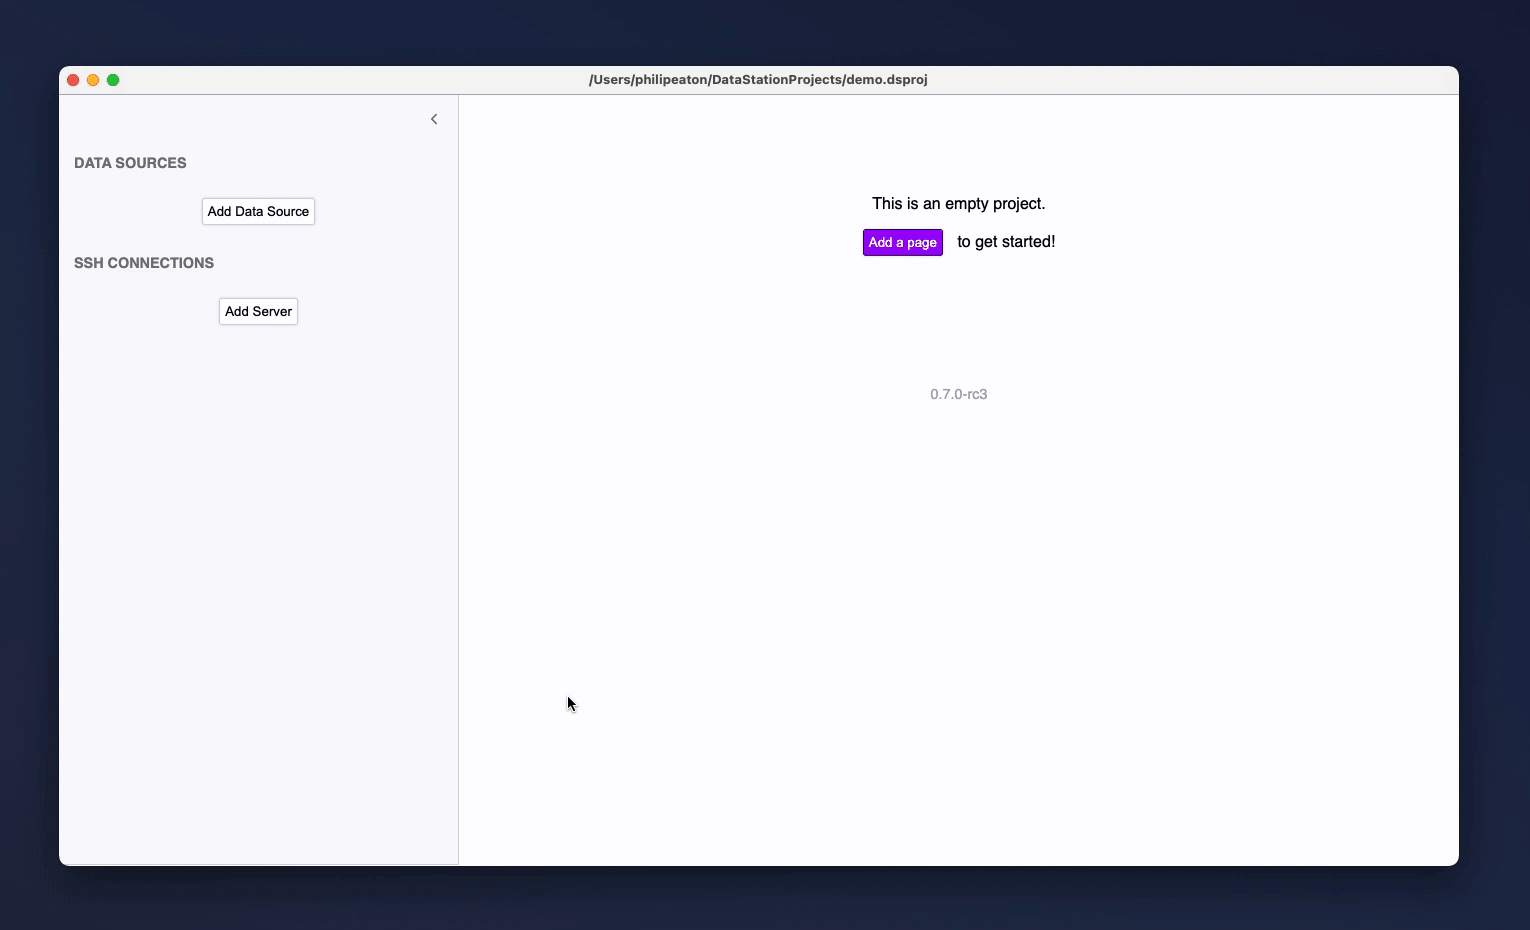 /Users/philipeaton/DataStationProjects/demo.dsproj
DATA SOURCES
Add Data Source
SSH CONNECTIONS
Add Server
This is an empty project.
Add a page to get started!
0.7.0-rc3